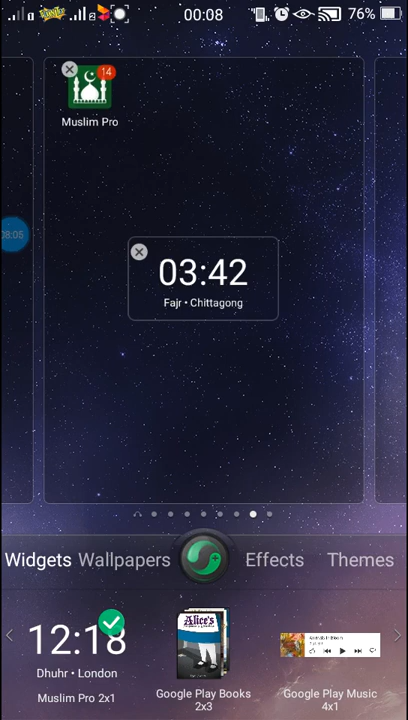 00:08
76%
14
Muslim Pro
08:05
03:42
Fajr • Chittagong
Widgets Wallpapers Effects Themes
12:18
Dhuhr • London
Muslim Pro 2x1
Alice's
Google Play Books
2x3
Google Play Music
4x1